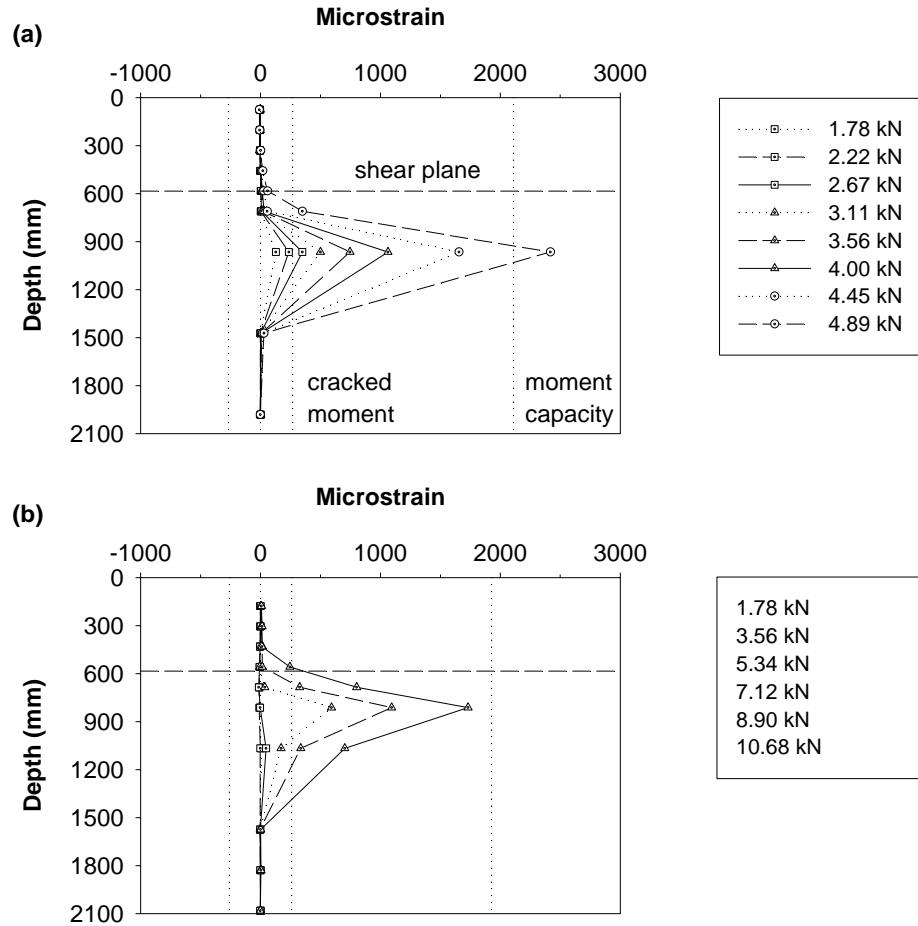 (a)
Microstrain
-1000 0 1000 2000 3000
0
300
600
900
1200
1500
1800
2100
Depth (mm)
shear plane
cracked
moment
moment
capacity
1.78 kN
2.22 kN
2.67 kN
3.11 kN
3.56 kN
4.00 kN
4.45 kN
4.89 kN
(b)
Microstrain
-1000 0 1000 2000 3000
0
300
600
900
1200
1500
1800
2100
Depth (mm)
1.78 kN
3.56 kN
5.34 kN
7.12 kN
8.90 kN
10.68 kN